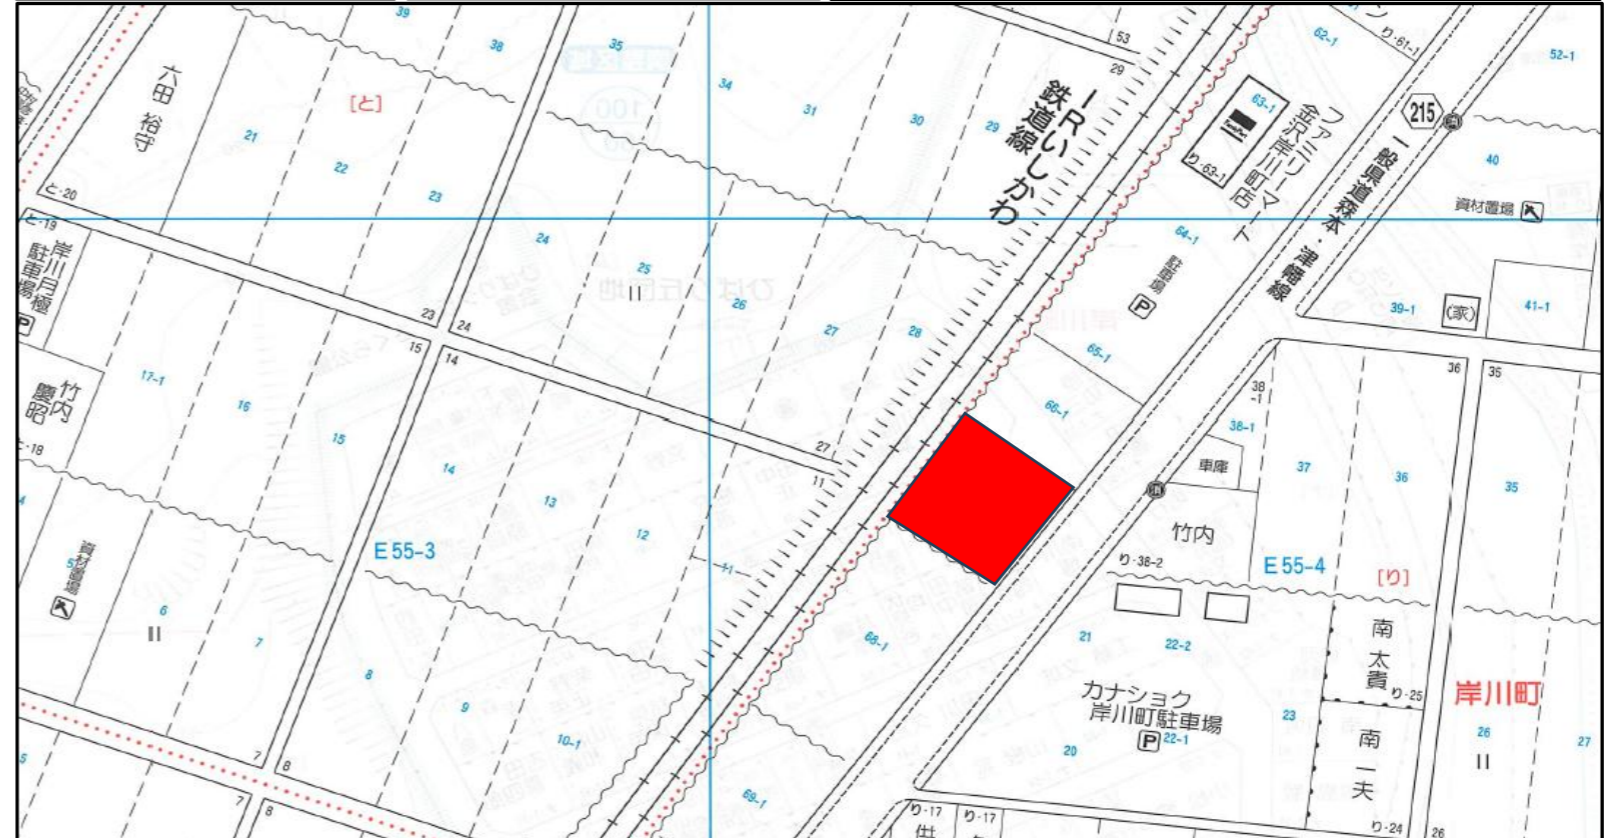 39
38
35
53
29
62-1
り-61-1
52-1
六田 裕守
[と]
34
31
30
29
IRいしかわ
鉄道線
63-1
FamilyMart
り-63-1
ファミリーマート
金沢岸川町店
215
一般県道森本・津幡線
消
40
21
22
23
と-20
と-19
資材置場
岸川月極
駐車場
P
24
25
26
27
28
64-1
駐車場
P
65-1
66-1
39-1
(家)
41-1
23
24
15
14
竹内
慶昭
と-18
17-1
16
15
14
13
12
11
27
11
36
35
38
-1
38-1
車庫
37
36
35
消
竹内
り-38-2
E55-4
[り]
E55-3
4
5
資材置場
6
7
8
9
10-1
68-1
21
22-2
カナショク
岸川町駐車場
P
22-1
20
23
南 太貴
り-25
南 一夫
り-24
岸川町
26
27
26
7
8
7
8
5
69-1
り-17
り-17